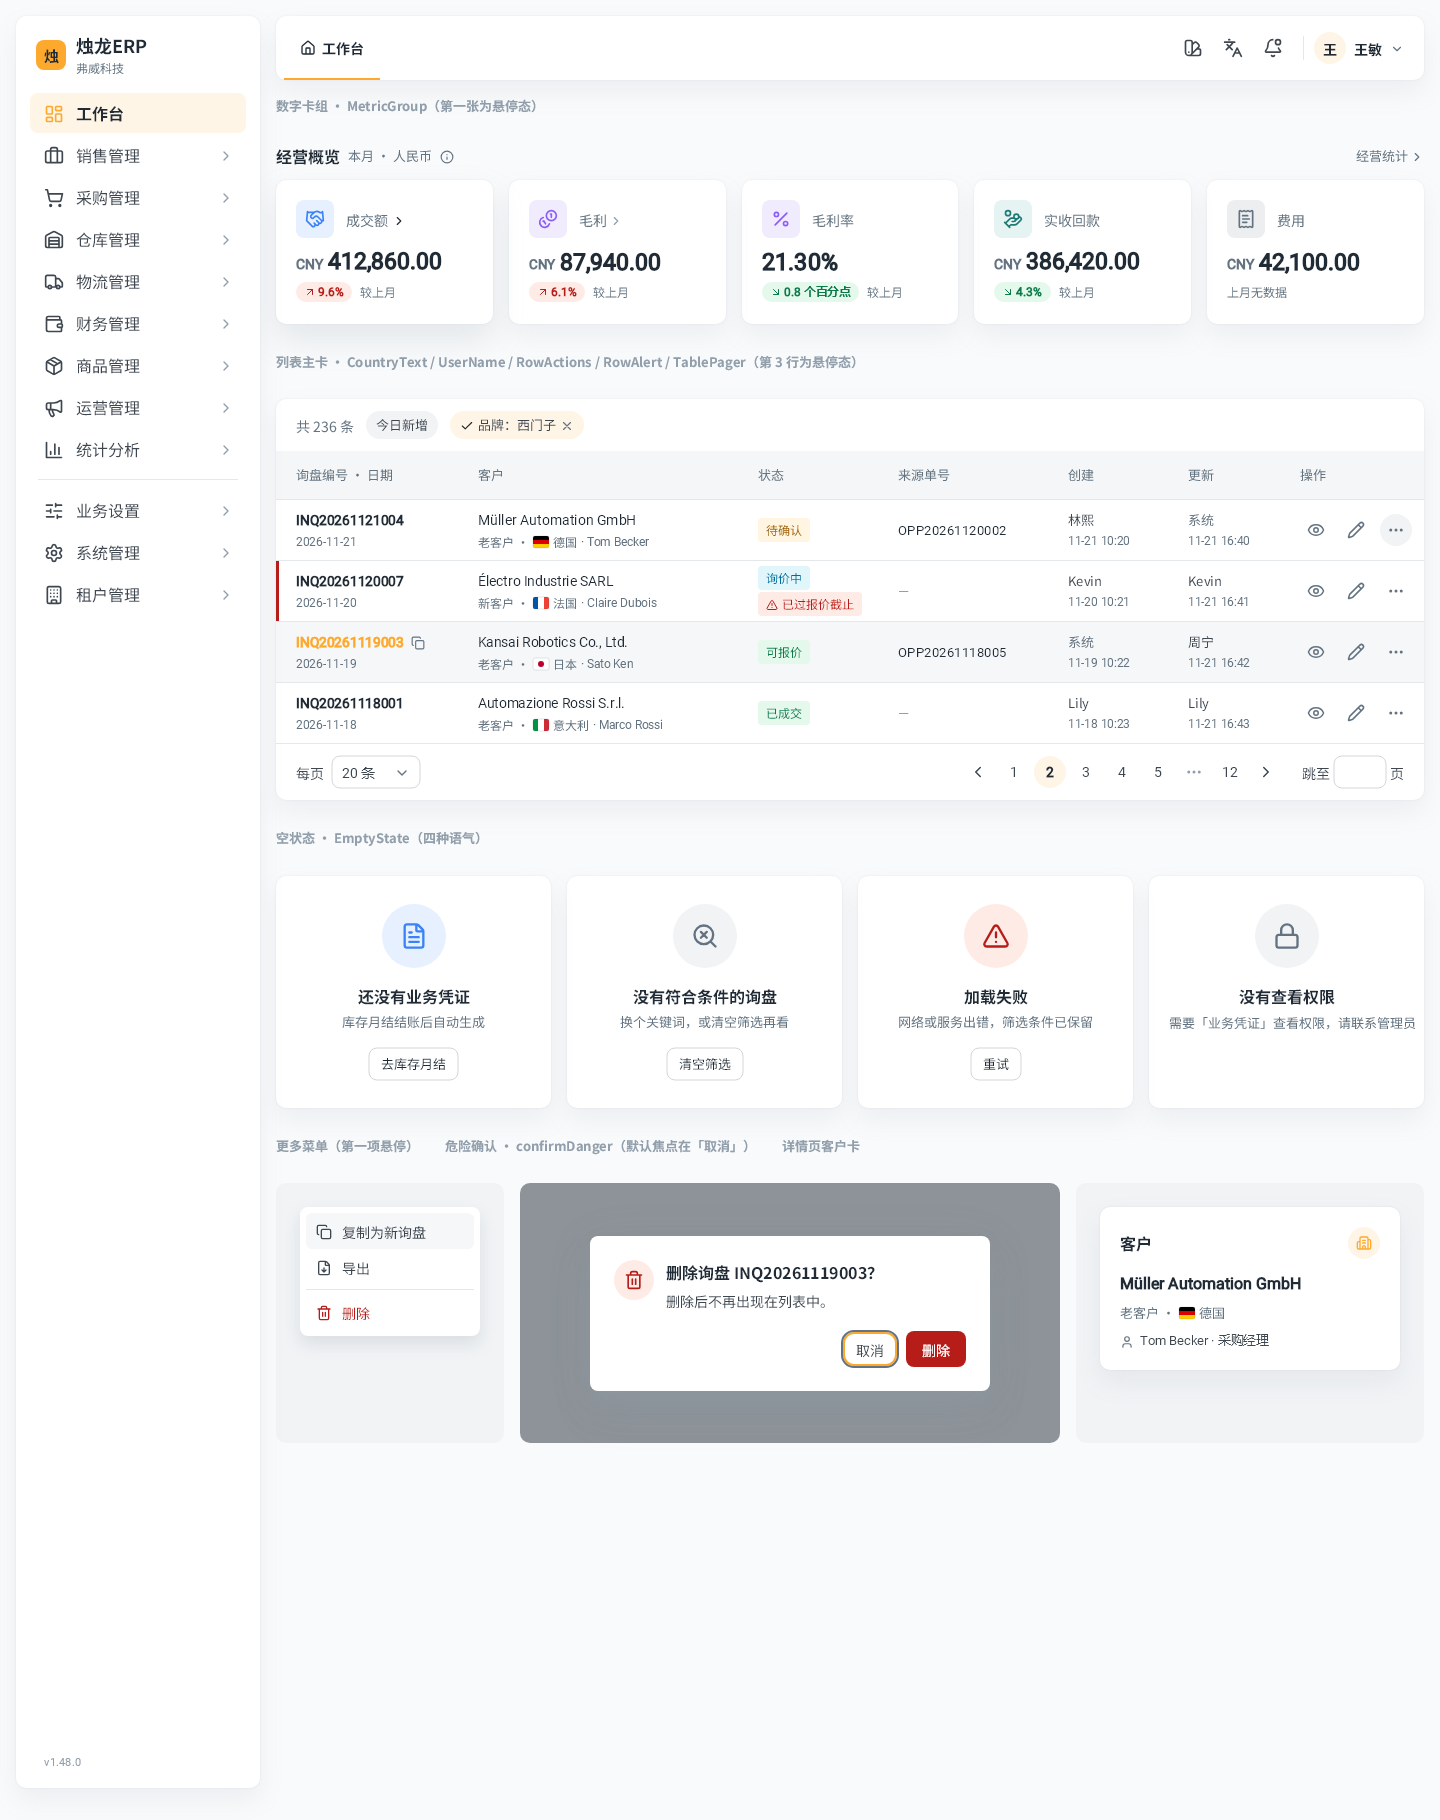 烛
烛龙ERP
弗威科技
工作台
销售管理
采购管理
仓库管理
物流管理
财务管理
商品管理
运营管理
统计分析
业务设置
系统管理
租户管理
v1.48.0
工作台
王 王敏
数字卡组 · MetricGroup（第一张为悬停态）
经营概览 本月 · 人民币
经营统计
成交额
CNY 412,860.00
9.6% 较上月
毛利
CNY 87,940.00
6.1% 较上月
毛利率
21.30%
0.8 个百分点 较上月
实收回款
CNY 386,420.00
4.3% 较上月
费用
CNY 42,100.00
上月无数据
列表主卡 · CountryText / UserName / RowActions / RowAlert / TablePager（第 3 行为悬停态）
共 236 条 今日新增 品牌：西门子
询盘编号 · 日期 客户 状态 来源单号 创建 更新 操作
INQ20261121004 Müller Automation GmbH 待确认 OPP20261120002 林熙 系统
2026-11-21 老客户 · 德国 · Tom Becker 11-21 10:20 11-21 16:40
INQ20261120007 Électro Industrie SARL 询价中 — Kevin Kevin
2026-11-20 新客户 · 法国 · Claire Dubois 已过报价截止 11-20 10:21 11-21 16:41
INQ20261119003 Kansai Robotics Co., Ltd. 可报价 OPP20261118005 系统 周宁
2026-11-19 老客户 · 日本 · Sato Ken 11-19 10:22 11-21 16:42
INQ20261118001 Automazione Rossi S.r.l. 已成交 — Lily Lily
2026-11-18 老客户 · 意大利 · Marco Rossi 11-18 10:23 11-21 16:43
每页 20 条 1 2 3 4 5 ··· 12 跳至 页
空状态 · EmptyState（四种语气）
还没有业务凭证
库存月结结账后自动生成
去库存月结
没有符合条件的询盘
换个关键词，或清空筛选再看
清空筛选
加载失败
网络或服务出错，筛选条件已保留
重试
没有查看权限
需要「业务凭证」查看权限，请联系管理员
更多菜单（第一项悬停） 危险确认 · confirmDanger（默认焦点在「取消」） 详情页客户卡
复制为新询盘
导出
删除
删除询盘 INQ20261119003？
删除后不再出现在列表中。
取消 删除
客户
Müller Automation GmbH
老客户 · 德国
Tom Becker · 采购经理